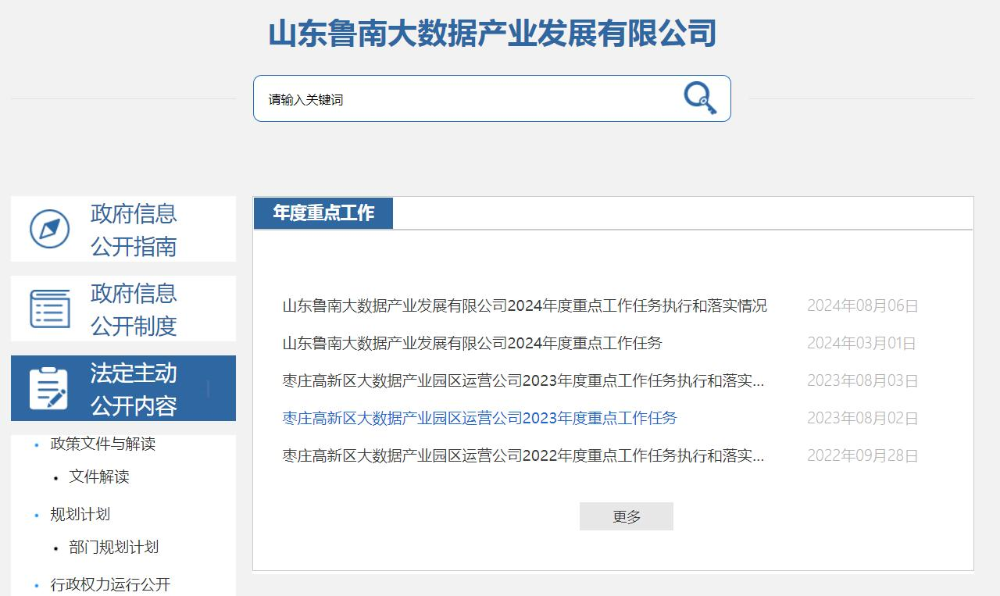 山东鲁南大数据产业发展有限公司
请输入关键词
政府信息
公开指南
政府信息
公开制度
法定主动
公开内容
政策文件与解读
文件解读
规划计划
部门规划计划
行政权力运行公开
年度重点工作
山东鲁南大数据产业发展有限公司2024年度重点工作任务执行和落实情况 2024年08月06日
山东鲁南大数据产业发展有限公司2024年度重点工作任务 2024年03月01日
枣庄高新区大数据产业园区运营公司2023年度重点工作任务执行和落实... 2023年08月03日
枣庄高新区大数据产业园区运营公司2023年度重点工作任务 2023年08月02日
枣庄高新区大数据产业园区运营公司2022年度重点工作任务执行和落实... 2022年09月28日
更多